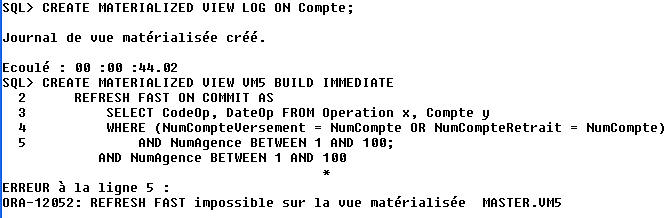 SQL> CREATE MATERIALIZED VIEW LOG ON Compte;
Journal de vue matérialisée créé.
Ecoulé : 00 :00 :44.02
SQL> CREATE MATERIALIZED VIEW VM5 BUILD IMMEDIATE
2 REFRESH FAST ON COMMIT AS
3 SELECT CodeOp, DateOp FROM Operation x, Compte y
4 WHERE (NumCompteVersement = NumCompte OR NumCompteRetrait = NumCompte)
5 AND NumAgence BETWEEN 1 AND 100;
AND NumAgence BETWEEN 1 AND 100
*
ERREUR à la ligne 5 :
ORA-12052: REFRESH FAST impossible sur la vue matérialisée MASTER.VM5